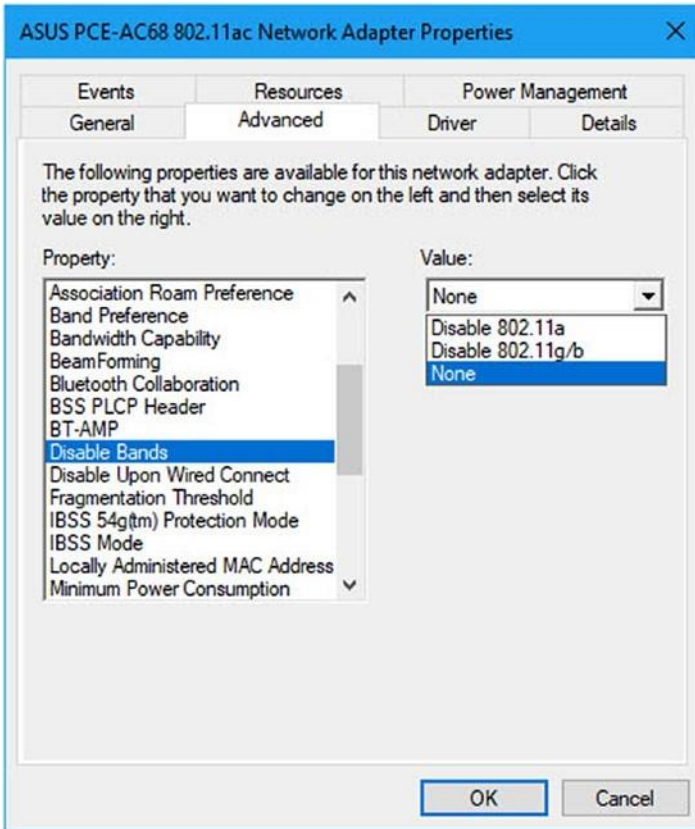 ASUS PCE-AC68 802.11ac Network Adapter Properties
Events Resources Power Management
General Advanced Driver Details
The following properties are available for this network adapter. Click
the property that you want to change on the left and then select its
value on the right.
Property:
Value:
Association Roam Preference
Band Preference
Bandwidth Capability
BeamForming
Bluetooth Collaboration
BSS PLCP Header
BT-AMP
Disable Bands
Disable Upon Wired Connect
Fragmentation Threshold
IBSS 54g(tm) Protection Mode
IBSS Mode
Locally Administered MAC Address
Minimum Power Consumption
None
Disable 802.11a
Disable 802.11g/b
None
OK Cancel